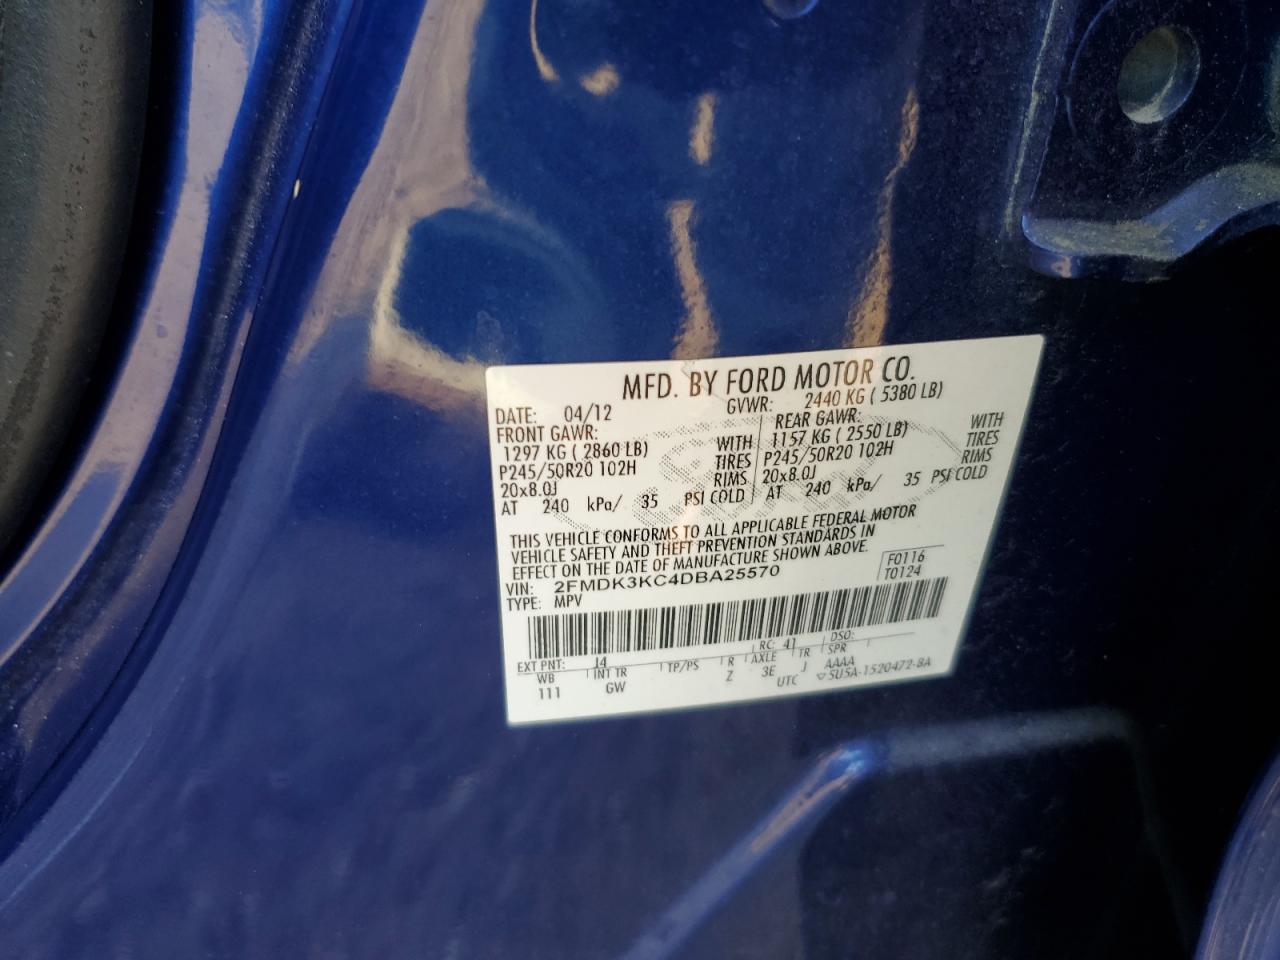 MFD. BY FORD MOTOR CO.
DATE: 04/12 GVWR: 2440 KG ( 5380 LB)
FRONT GAWR: REAR GAWR:
1297 KG ( 2860 LB) WITH 1157 KG ( 2550 LB) WITH
P245/50R20 102H TIRES P245/50R20 102H TIRES
20x8.0J RIMS 20x8.0J RIMS
AT 240 kPa/ 35 PSI COLD AT 240 kPa/ 35 PSI COLD
THIS VEHICLE CONFORMS TO ALL APPLICABLE FEDERAL MOTOR
VEHICLE SAFETY AND THEFT PREVENTION STANDARDS IN
EFFECT ON THE DATE OF MANUFACTURE SHOWN ABOVE.
VIN: 2FMDK3KC4DBA25570 F0116
TYPE: MPV T0124
EXT PNT: J4 RC: 41 DSO:
WB INT TR TP/PS R AXLE TR SPR
111 GW Z 3E J AAAA
UTC ▽5U5A-1520472-BA